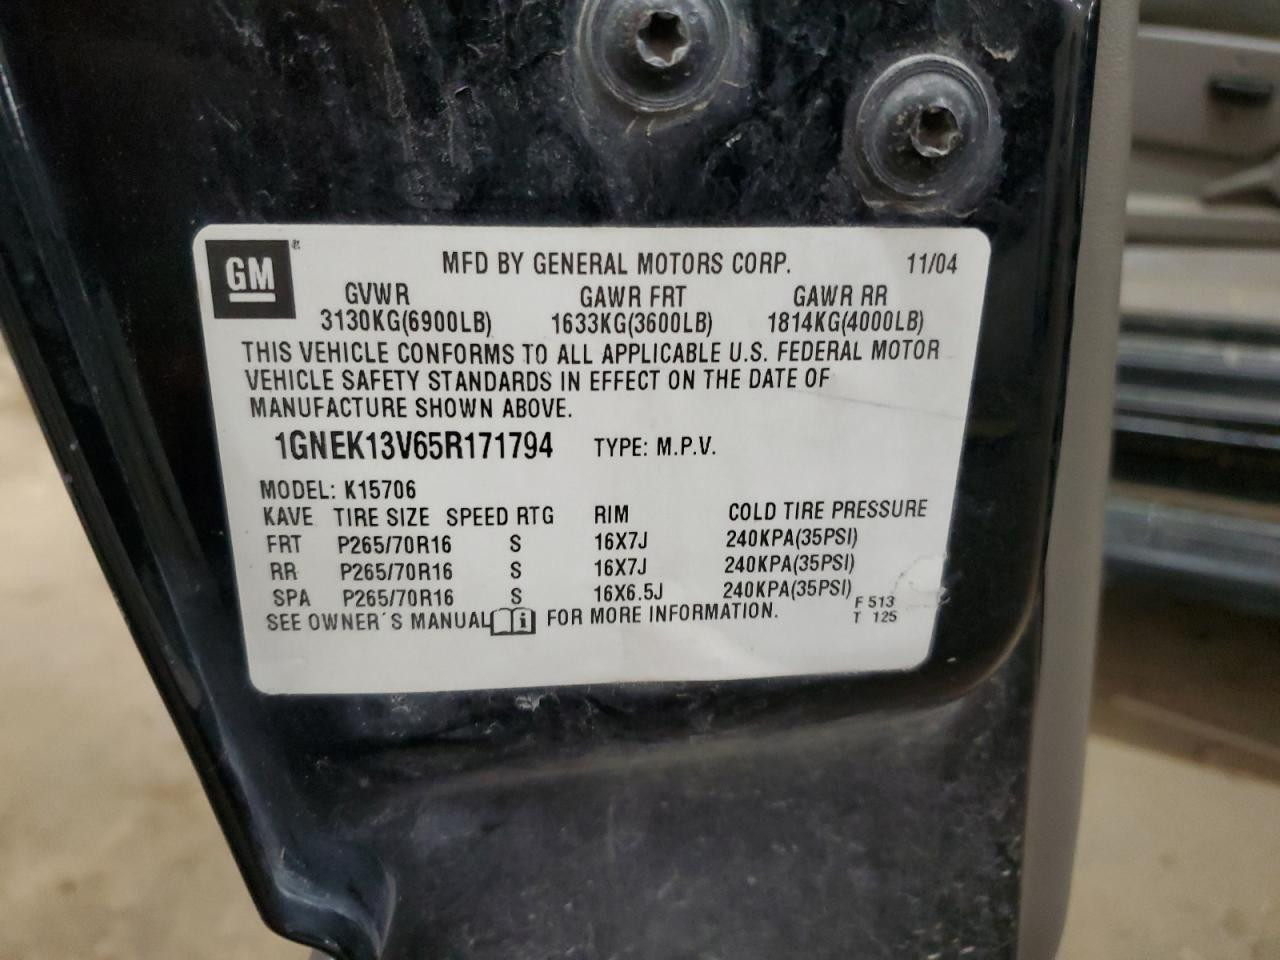 GM
MFD BY GENERAL MOTORS CORP. 11/04
GVWR GAWR FRT GAWR RR
3130KG(6900LB) 1633KG(3600LB) 1814KG(4000LB)
THIS VEHICLE CONFORMS TO ALL APPLICABLE U.S. FEDERAL MOTOR
VEHICLE SAFETY STANDARDS IN EFFECT ON THE DATE OF
MANUFACTURE SHOWN ABOVE.
1GNEK13V65R171794 TYPE: M.P.V.
MODEL: K15706
KAVE TIRE SIZE SPEED RTG RIM COLD TIRE PRESSURE
FRT P265/70R16 S 16X7J 240KPA(35PSI)
RR P265/70R16 S 16X7J 240KPA(35PSI)
SPA P265/70R16 S 16X6.5J 240KPA(35PSI)
SEE OWNER'S MANUAL i FOR MORE INFORMATION.
F 513
T 125